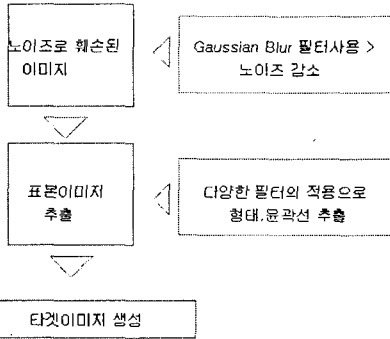 노이즈로 훼손된
이미지
Gaussian Blur 필터사용 >
노이즈 감소
표본이미지
추출
다양한 필터의 적용으로
형태,윤곽선 추출
타겟이미지 생성